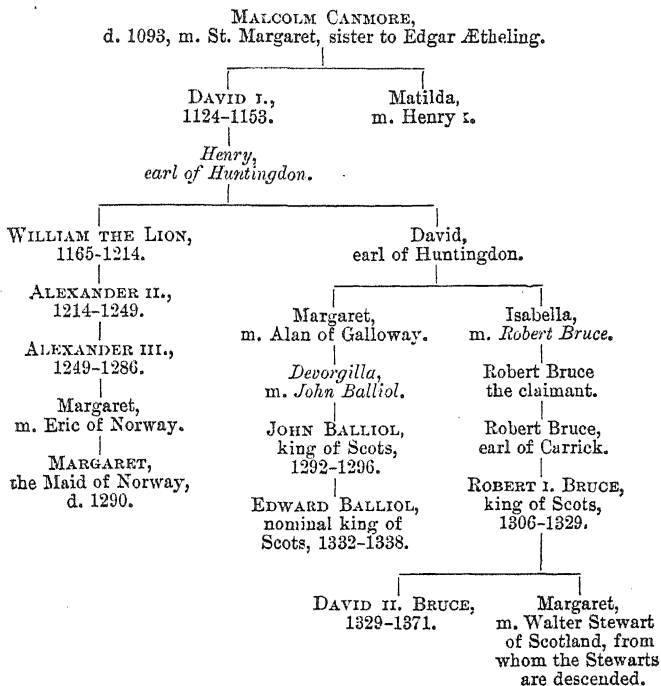 MALCOLM CANMORE,
d. 1093, m. St. Margaret, sister to Edgar Ætheling.
DAVID I.,
1124-1153.
Matilda,
m. Henry I.
Henry,
earl of Huntingdon.
WILLIAM THE LION,
1165-1214.
David,
earl of Huntingdon.
ALEXANDER II.,
1214-1249.
ALEXANDER III.,
1249-1286.
Margaret,
m. Eric of Norway.
MARGARET,
the Maid of Norway,
d. 1290.
Margaret,
m. Alan of Galloway.
Devorgilla,
m. John Balliol.
JOHN BALLIOL,
king of Scots,
1292-1296.
EDWARD BALLIOL,
nominal king of
Scots, 1332-1338.
Isabella,
m. Robert Bruce.
Robert Bruce
the claimant.
Robert Bruce,
earl of Carrick.
ROBERT I. BRUCE,
king of Scots,
1306-1329.
DAVID II. BRUCE,
1329-1371.
Margaret,
m. Walter Stewart
of Scotland, from
whom the Stewarts
are descended.